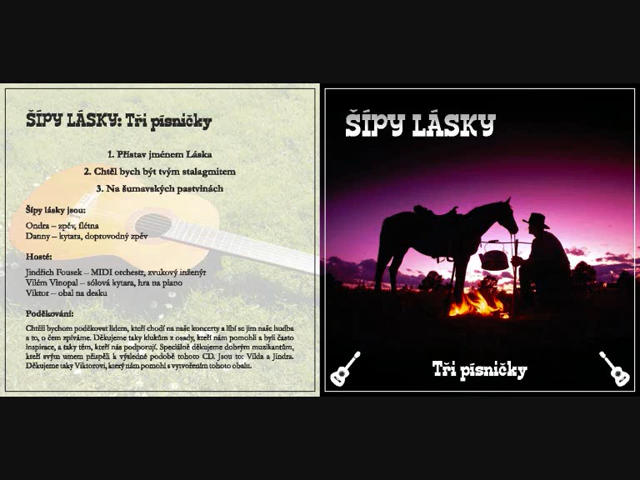 ŠÍPY LÁSKY: Tři písničky
1. Přístav jménem Láska
2. Chtěl bych být tvým stalagmitem
3. Na šumavských pastvinách
Šípy lásky jsou:
Ondra – zpěv, flétna
Danny – kytara, doprovodný zpěv
Hosté:
Jindřich Fousek – MIDI orchestr, zvukový inženýr
Vilém Vinopal – sólová kytara, hra na piano
Viktor – obal na desku
Poděkování:
Chtěli bychom poděkovat lidem, kteří chodí na naše koncerty a líbí se jim naše hudba
a to, o čem zpíváme. Děkujeme taky klukům z osady, kteří nám pomohli a byli často
inspirace, a taky těm, kteří nás podporují. Speciálně děkujeme dobrým muzikantům,
kteří svým umem přispěli k výsledné podobě tohoto CD. Jsou to: Vilda a Jindra.
Děkujeme taky Viktorovi, který nám pomohl s vytvořením tohoto obalu.
ŠÍPY LÁSKY
Tři písničky